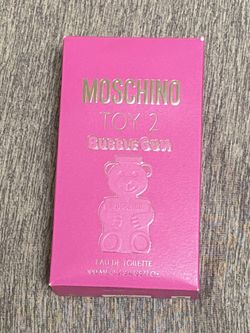 MOSCHINO
TOY 2
BUBBLE GUM
EAU DE TOILETTE